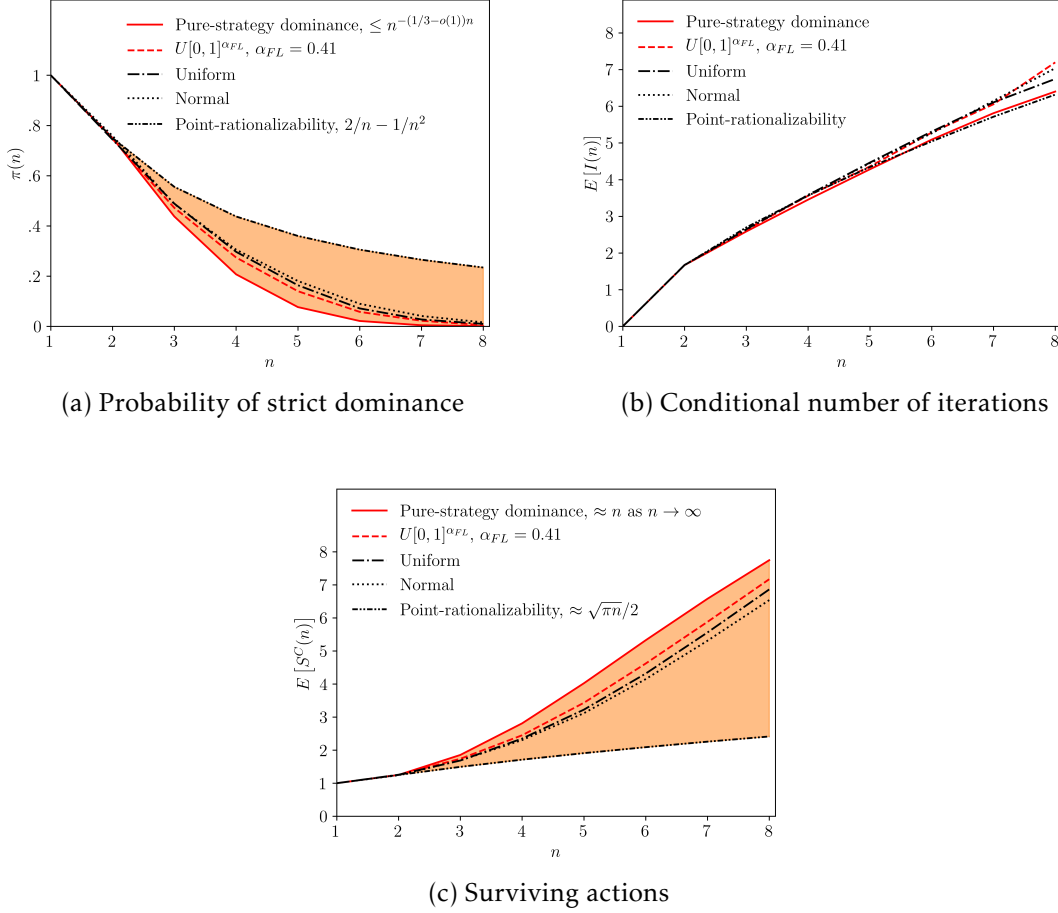 Pure-strategy dominance, ≤ n^{−(1/3−o(1))n}
U[0, 1]^{α_{FL}}, α_{FL} = 0.41
Uniform
Normal
Point-rationalizability, 2/n − 1/n²
1
.8
.6
.4
.2
0
π(n)
1 2 3 4 5 6 7 8
n
(a) Probability of strict dominance
Pure-strategy dominance
U[0, 1]^{α_{FL}}, α_{FL} = 0.41
Uniform
Normal
Point-rationalizability
8
7
6
5
4
3
2
1
0
E [I(n)]
1 2 3 4 5 6 7 8
n
(b) Conditional number of iterations
Pure-strategy dominance, ≈ n as n → ∞
U[0, 1]^{α_{FL}}, α_{FL} = 0.41
Uniform
Normal
Point-rationalizability, ≈ √πn/2
8
7
6
5
4
3
2
1
0
E [S^C(n)]
1 2 3 4 5 6 7 8
n
(c) Surviving actions